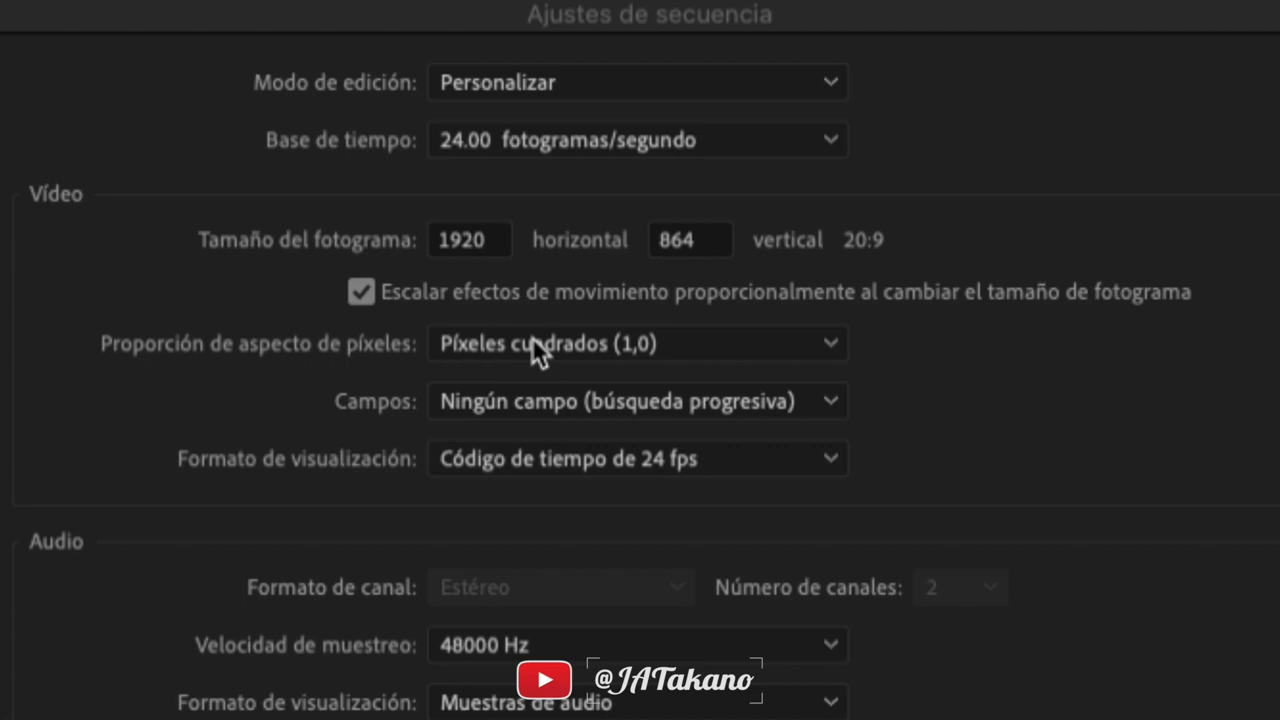 Ajustes de secuencia
Modo de edición: Personalizar
Base de tiempo: 24.00 fotogramas/segundo
Vídeo
Tamaño del fotograma: 1920 horizontal 864 vertical 20:9
Escalar efectos de movimiento proporcionalmente al cambiar el tamaño de fotograma
Proporción de aspecto de píxeles: Píxeles cuadrados (1,0)
Campos: Ningún campo (búsqueda progresiva)
Formato de visualización: Código de tiempo de 24 fps
Audio
Formato de canal: Estéreo Número de canales: 2
Velocidad de muestreo: 48000 Hz
@JATakano
Formato de visualización: Muestras de audio